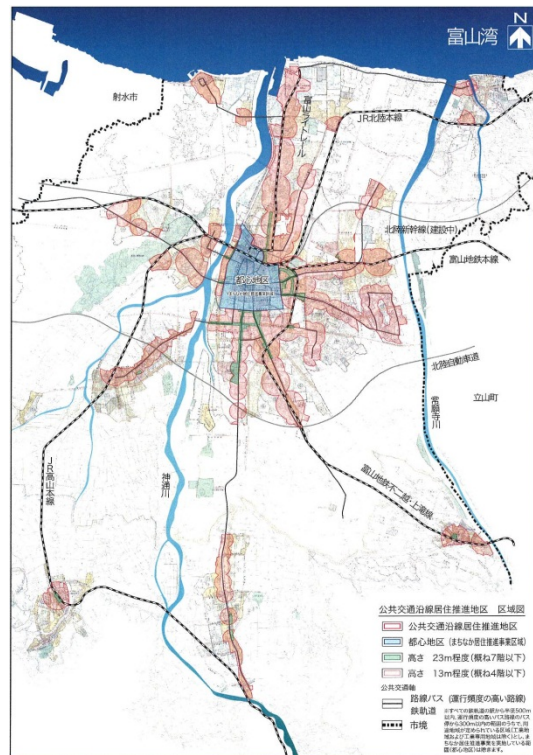 N
富山湾
射水市
富山ライトレール
JR北陸本線
北陸新幹線(建設中)
富山地鉄本線
都心地区
北陸自動車道
立山町
常願寺川
JR高山本線
神通川
富山地鉄不二越・上滝線
公共交通沿線居住推進地区 区域図
公共交通沿線居住推進地区
都心地区 (まちなか居住推進事業区域)
高さ 23m程度(概ね7階以下)
高さ 13m程度(概ね4階以下)
公共交通軸
路線バス (運行頻度の高い路線)
鉄軌道
市境